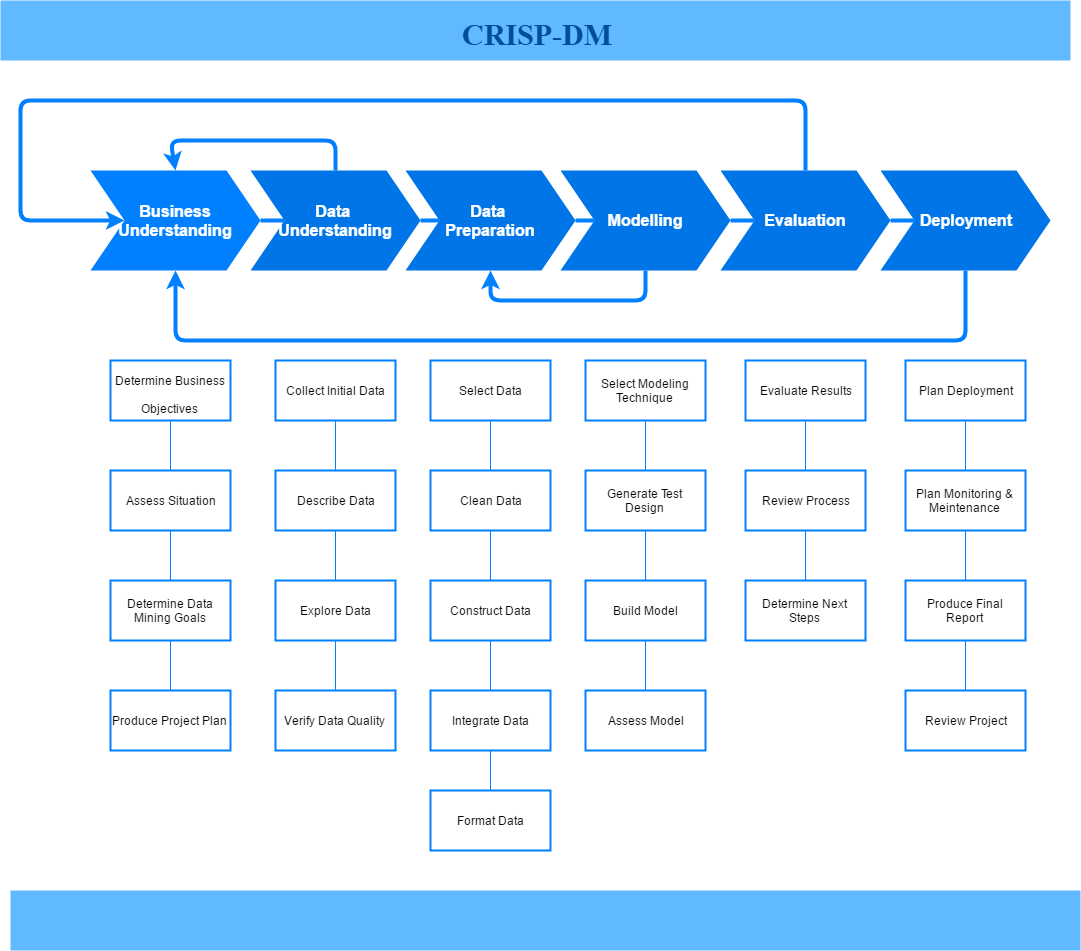 CRISP-DM
Business
Understanding
Data
Understanding
Data
Preparation
Modelling
Evaluation
Deployment
Determine Business
Objectives
Assess Situation
Determine Data
Mining Goals
Produce Project Plan
Collect Initial Data
Describe Data
Explore Data
Verify Data Quality
Select Data
Clean Data
Construct Data
Integrate Data
Format Data
Select Modeling
Technique
Generate Test
Design
Build Model
Assess Model
Evaluate Results
Review Process
Determine Next
Steps
Plan Deployment
Plan Monitoring &
Meintenance
Produce Final
Report
Review Project